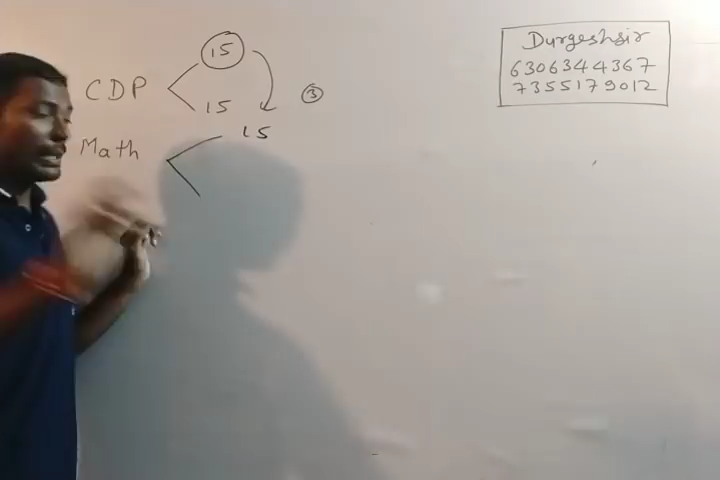 15
CDP
15
③
Math
15
Durgeshsir
6306344367
7355179012